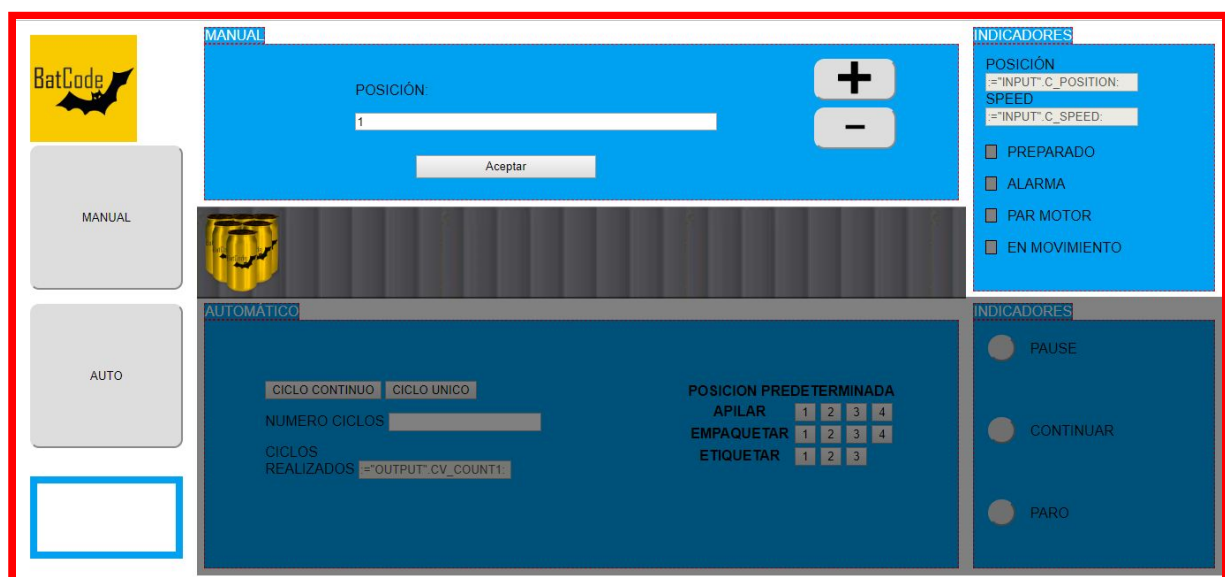 BatCode
MANUAL
AUTO
MANUAL
POSICIÓN:
1
Aceptar
+
−
INDICADORES
POSICIÓN
:="INPUT".C_POSITION:
SPEED
:="INPUT".C_SPEED:
PREPARADO
ALARMA
PAR MOTOR
EN MOVIMIENTO
BatCode
AUTOMÁTICO
CICLO CONTINUO CICLO UNICO
NUMERO CICLOS
CICLOS
REALIZADOS :="OUTPUT".CV_COUNT1:
POSICION PREDETERMINADA
APILAR 1 2 3 4
EMPAQUETAR 1 2 3 4
ETIQUETAR 1 2 3
INDICADORES
PAUSE
CONTINUAR
PARO